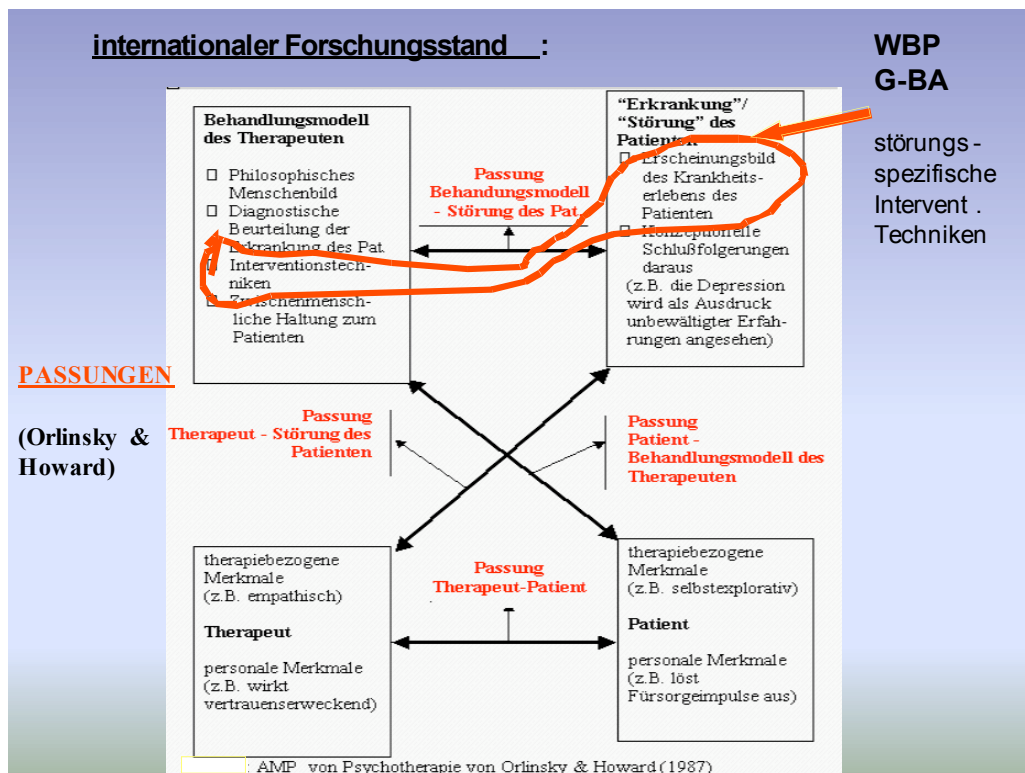 internationaler Forschungsstand :
WBP
G-BA
störungs -
spezifische
Intervent .
Techniken
Behandlungsmodell
des Therapeuten
Philosophisches
Menschenbild
Diagnostische
Beurteilung der
Erkrankung des Pat.
Interventionstech-
niken
Zwischenmensch-
liche Haltung zum
Patienten
Passung
Behandungsmodell
- Störung des Pat.
“Erkrankung”/
“Störung” des
Patienten
Erscheinungsbild
des Krankheits-
erlebens des
Patienten
Konzeptionelle
Schlußfolgerungen
daraus
(z.B. die Depression
wird als Ausdruck
unbewältigter Erfah-
rungen angesehen)
PASSUNGEN
(Orlinsky &
Howard)
Passung
Therapeut - Störung des
Patienten
Passung
Patient -
Behandlungsmodell des
Therapeuten
therapiebezogene
Merkmale
(z.B. empathisch)
Therapeut
personale Merkmale
(z.B. wirkt
vertrauenserweckend)
Passung
Therapeut-Patient
therapiebezogene
Merkmale
(z.B. selbstexplorativ)
Patient
personale Merkmale
(z.B. löst
Fürsorgeimpulse aus)
: AMP von Psychotherapie von Orlinsky & Howard (1987)